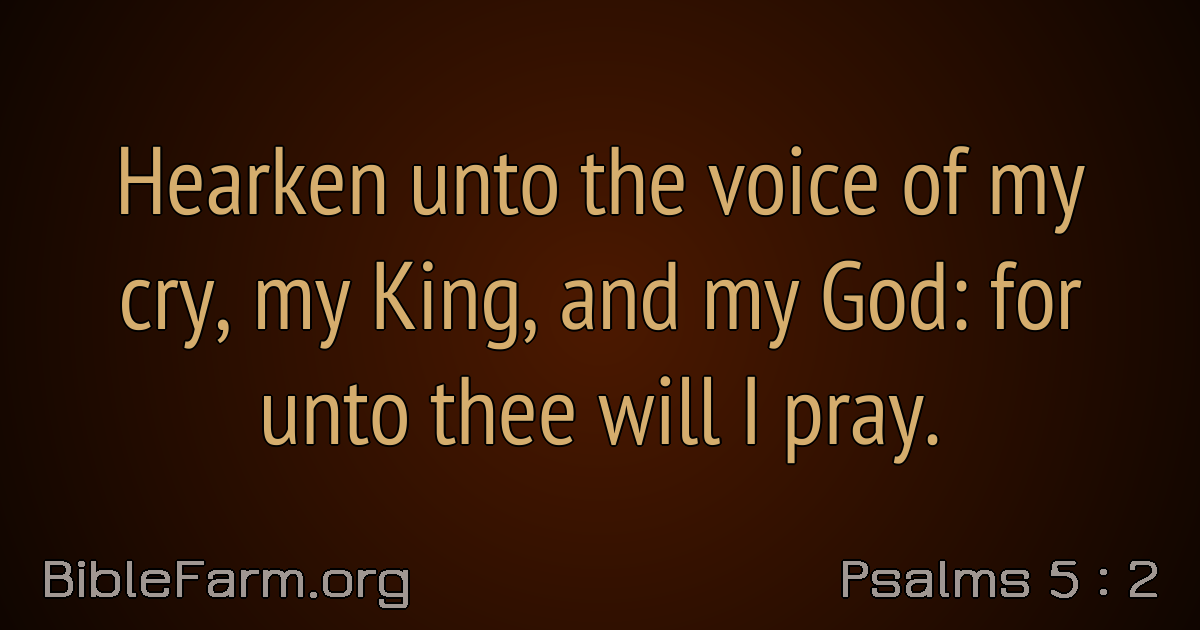 Hearken unto the voice of my
cry, my King, and my God: for
unto thee will I pray.
BibleFarm.org
Psalms 5 : 2